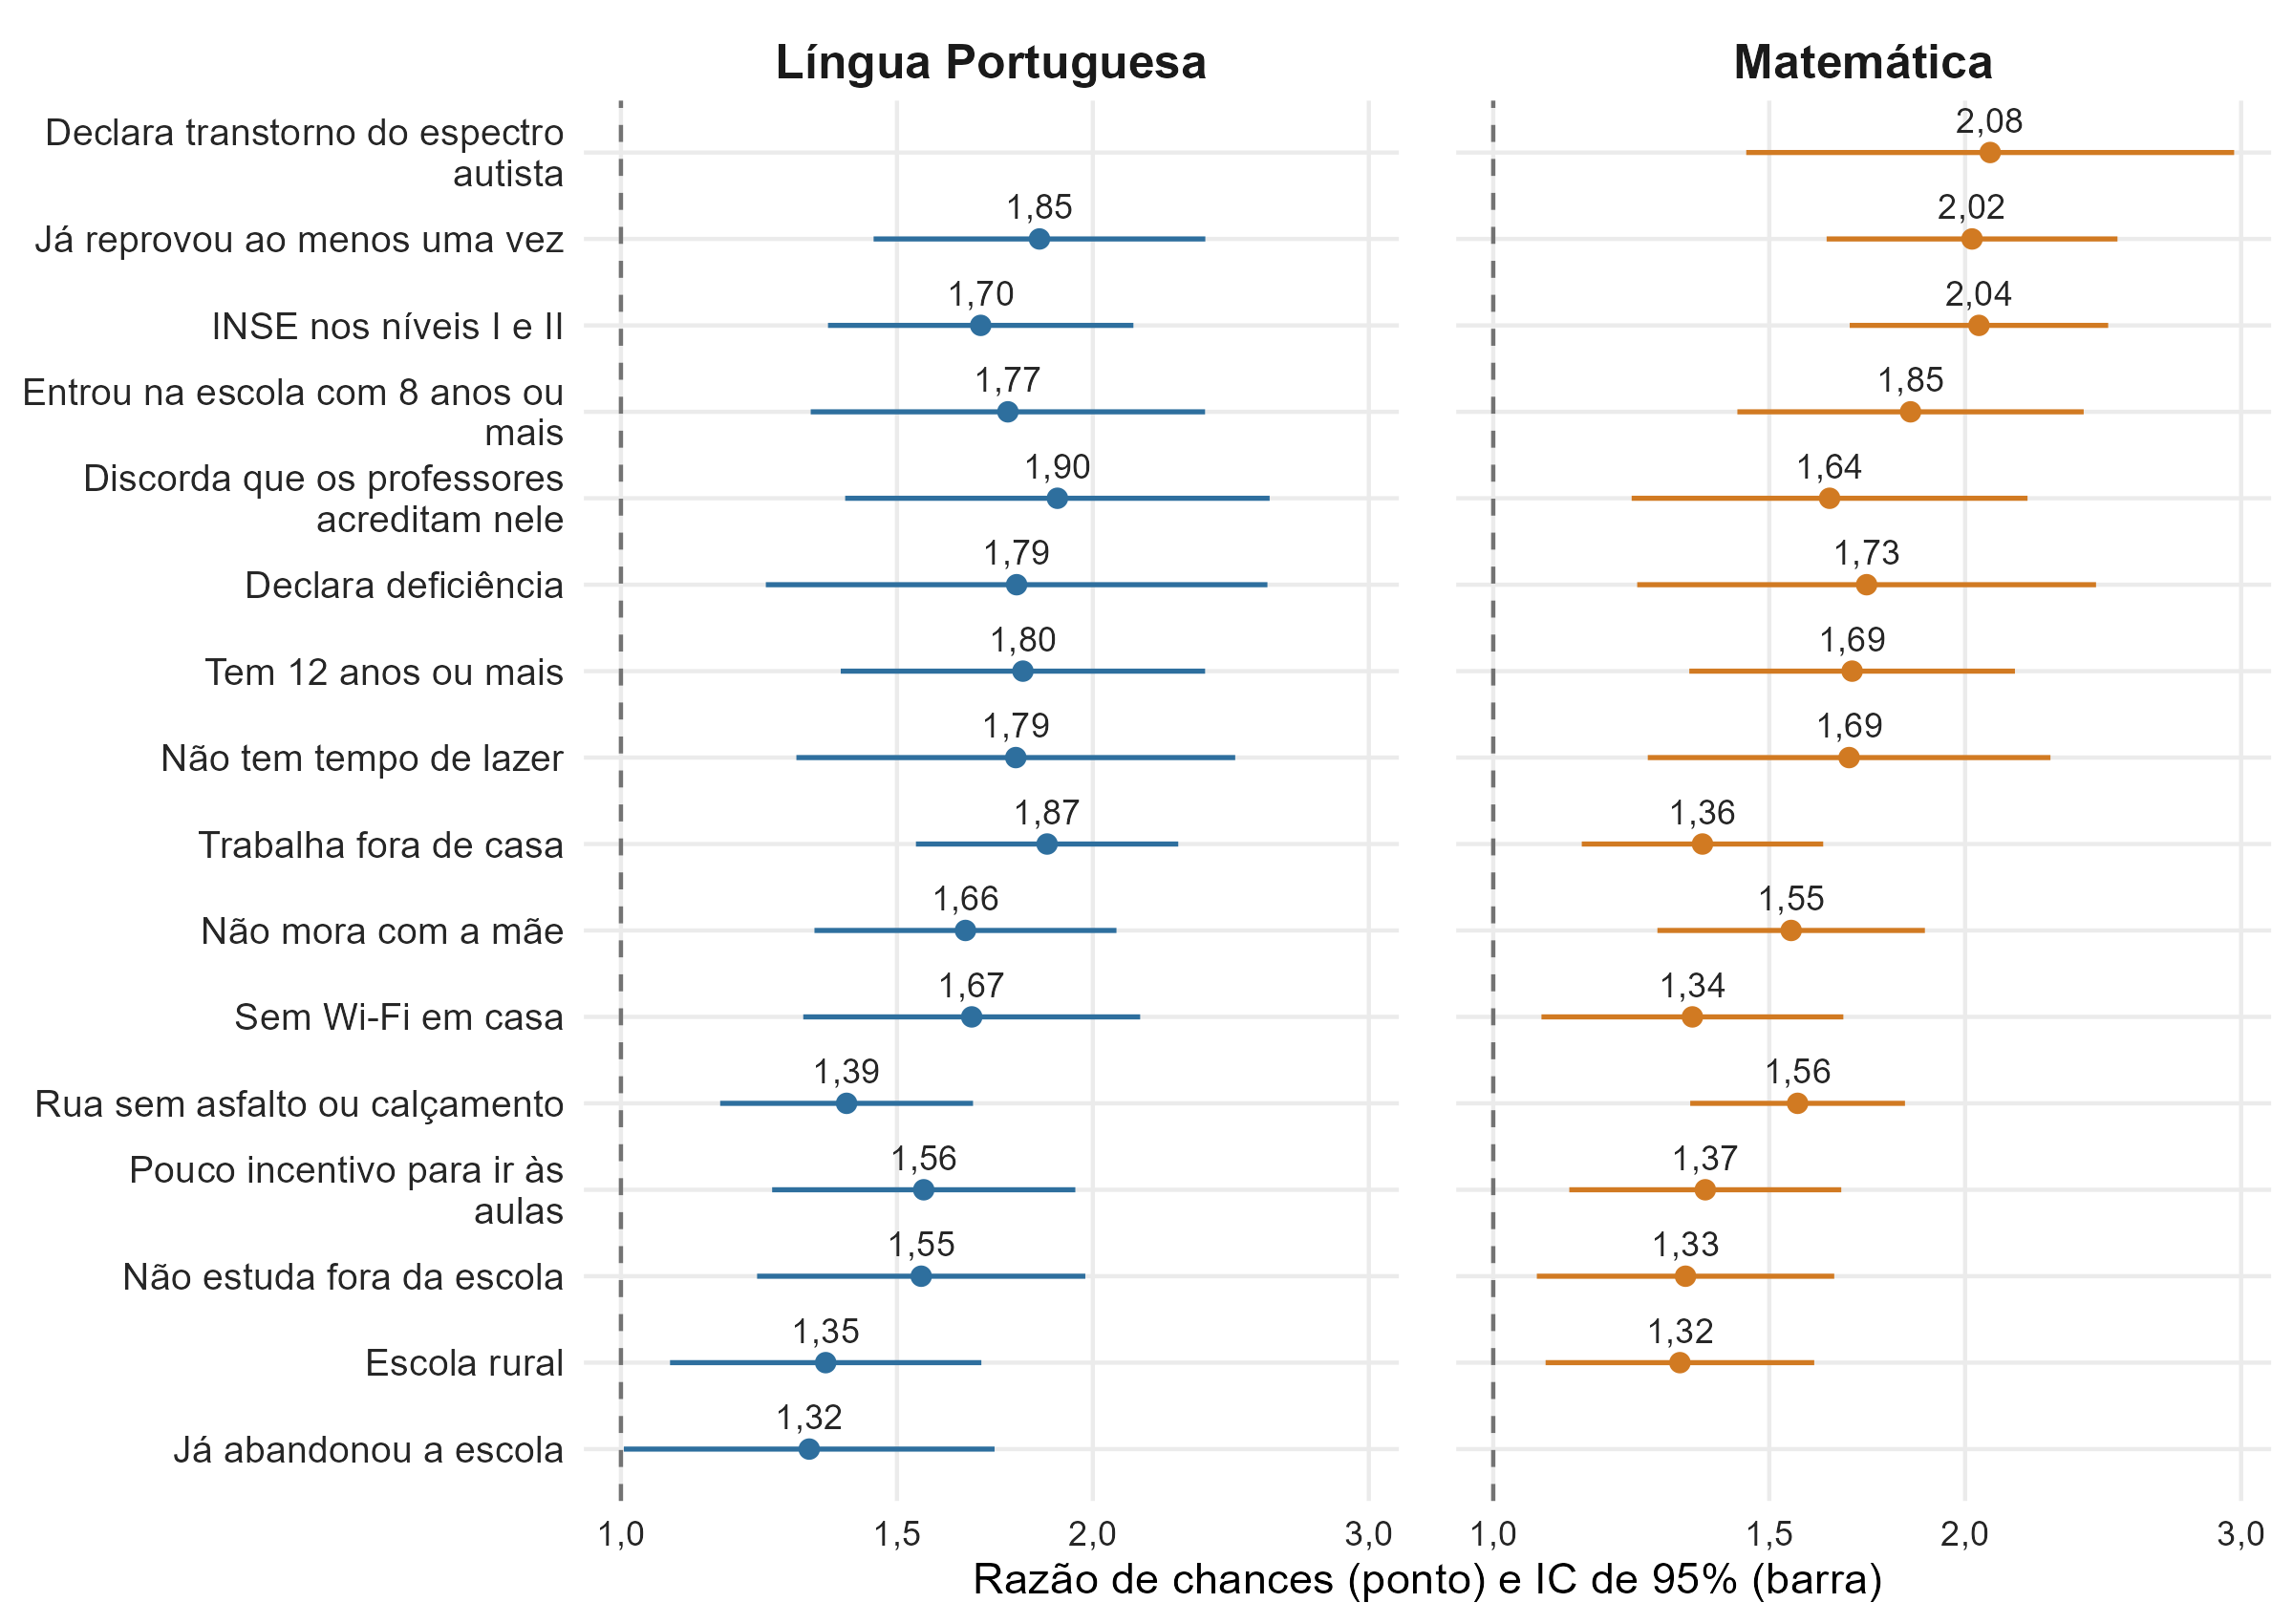 Língua Portuguesa
Matemática
Declara transtorno do espectro
autista
2,08
Já reprovou ao menos uma vez
1,85
2,02
INSE nos níveis I e II
1,70
2,04
Entrou na escola com 8 anos ou
mais
1,77
1,85
Discorda que os professores
acreditam nele
1,90
1,64
Declara deficiência
1,79
1,73
Tem 12 anos ou mais
1,80
1,69
Não tem tempo de lazer
1,79
1,69
Trabalha fora de casa
1,87
1,36
Não mora com a mãe
1,66
1,55
Sem Wi-Fi em casa
1,67
1,34
Rua sem asfalto ou calçamento
1,39
1,56
Pouco incentivo para ir às
aulas
1,56
1,37
Não estuda fora da escola
1,55
1,33
Escola rural
1,35
1,32
Já abandonou a escola
1,32
1,0 1,5 2,0 3,0
1,0 1,5 2,0 3,0
Razão de chances (ponto) e IC de 95% (barra)